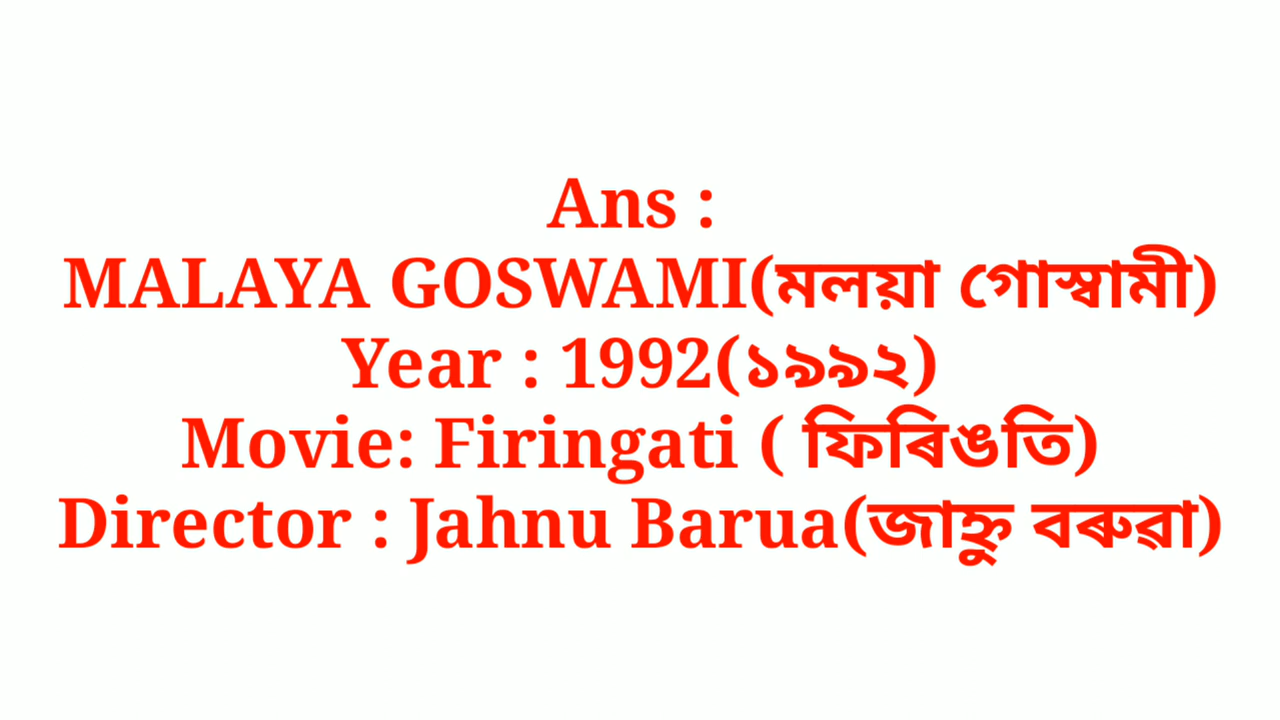 Ans :
MALAYA GOSWAMI(মলয়া গোস্বামী)
Year : 1992(১৯৯২)
Movie: Firingati ( ফিৰিঙতি)
Director : Jahnu Barua(জাহ্নু বৰুৱা)